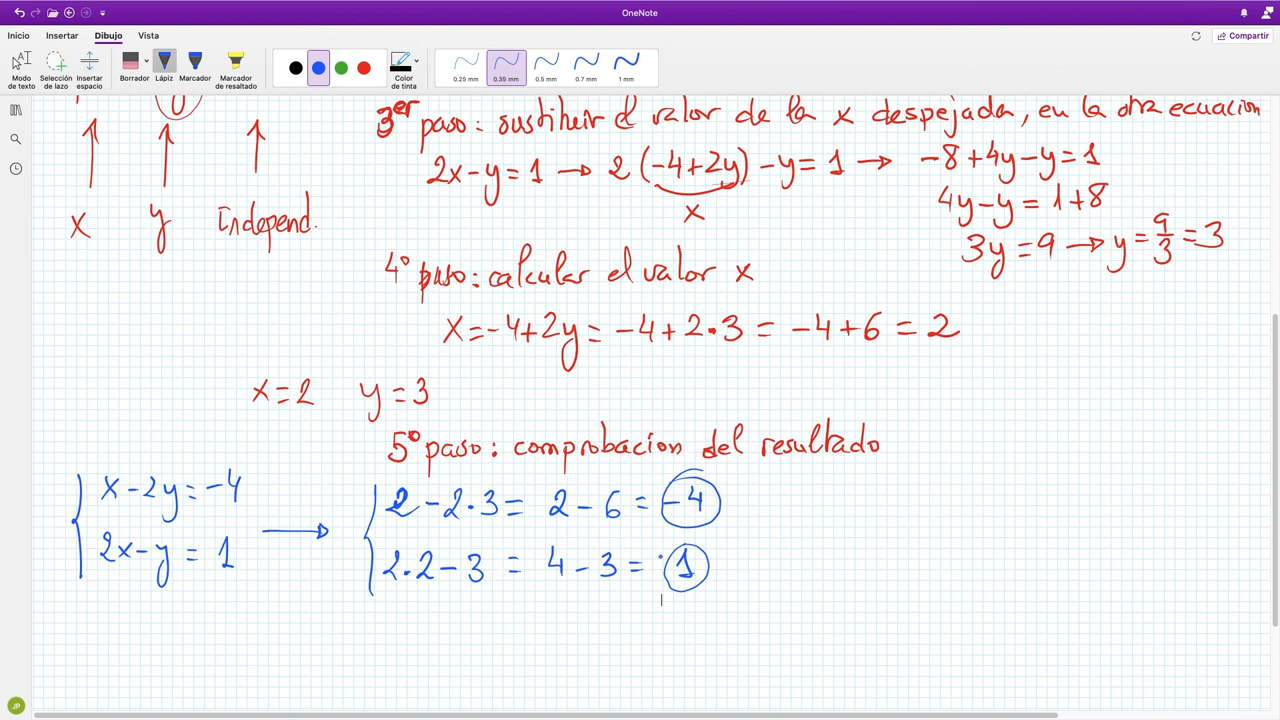 OneNote
Inicio Insertar Dibujo Vista
Compartir
Modo de texto
Selección de lazo
Insertar espacio
Borrador
Lápiz
Marcador
Marcador de resaltado
Color de tinta
0.25 mm
0.35 mm
0.5 mm
0.7 mm
1 mm
3er paso: sustituir el valor de la x despejada, en la otra ecuacion
2x-y=1 → 2(-4+2y)-y=1 → -8+4y-y=1
x
4y-y=1+8
3y=9 → y=9/3=3
x y Independ.
4º paso: calcular el valor x
x=-4+2y=-4+2·3=-4+6=2
x=2 y=3
5º paso: comprobacion del resultado
x-2y=-4 → 2-2·3=2-6=-4
2x-y=1 2·2-3=4-3=1
JP